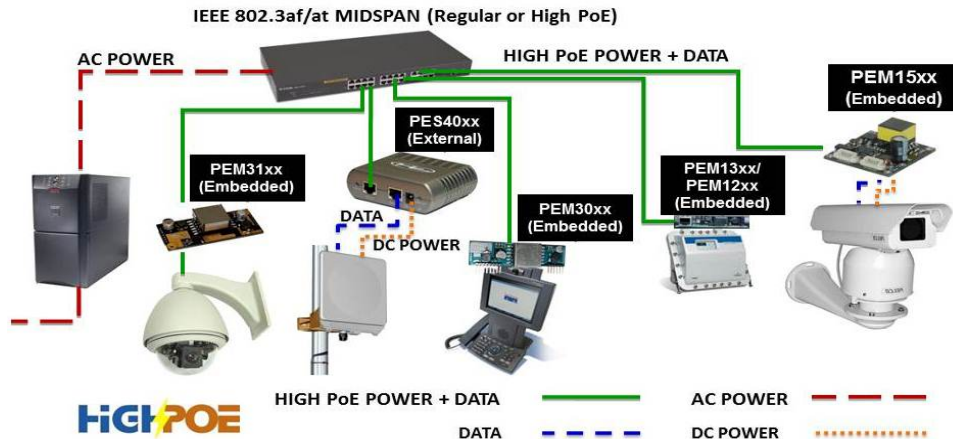 IEEE 802.3af/at MIDSPAN (Regular or High PoE)
AC POWER
HIGH PoE POWER + DATA
PEM15xx
(Embedded)
PES40xx
(External)
PEM31xx
(Embedded)
PEM13xx/
PEM12xx
(Embedded)
PEM30xx
(Embedded)
DATA
DC POWER
HIGH PoE POWER + DATA
AC POWER
HiGHPOE
DATA
DC POWER